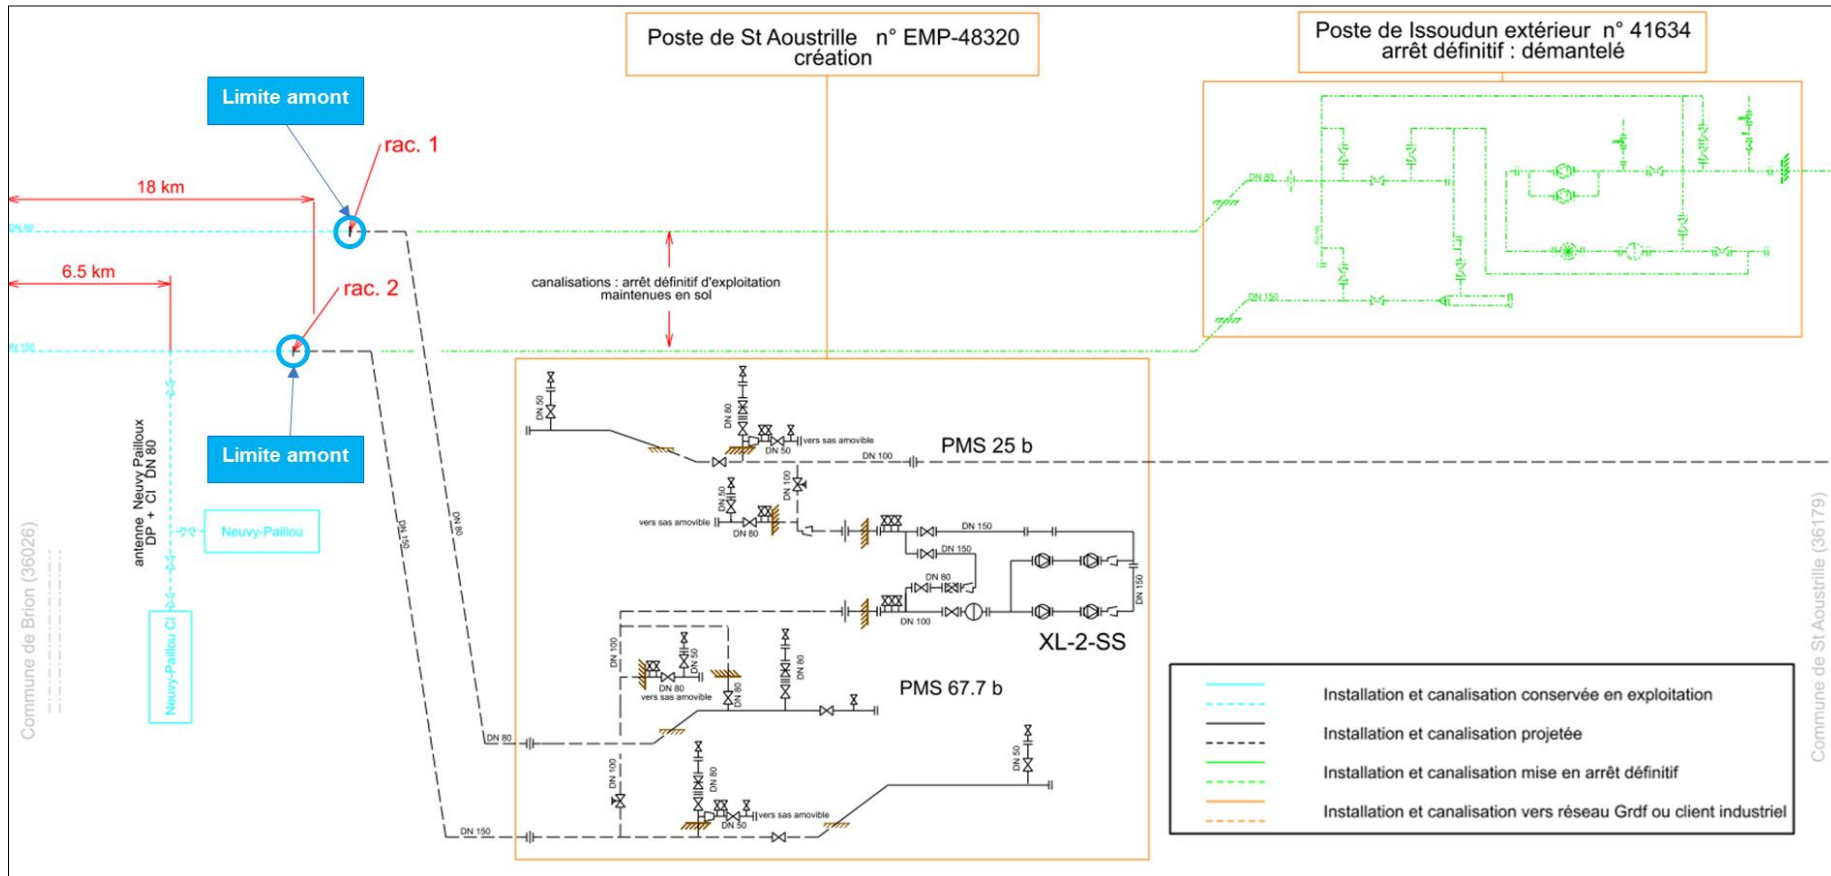 Poste de St Aoustrille n° EMP-48320
création
Poste de Issoudun extérieur n° 41634
arrêt définitif : démantelé
Limite amont
rac. 1
18 km
DN 80
6.5 km
rac. 2
canalisations : arrêt définitif d'exploitation
maintenues en sol
DN 80
DN 150
DN 150
Limite amont
antenne Neuvy Pailloux
DP + CI DN 80
Neuvy-Paillou
Neuvy-Paillou CI
Commune de Brion (36026)
DN 150
DN 80
DN 50
DN 80
vers sas amovible
DN 50
PMS 25 b
DN 100
DN 100
DN 50
vers sas amovible
DN 80
DN 150
DN 150
DN 80
DN 150
DN 100
XL-2-SS
DN 100
DN 50
DN 80
vers sas amovible
DN 80
DN 80
PMS 67.7 b
DN 80
DN 100
DN 80
vers sas amovible
DN 50
DN 50
DN 150
Installation et canalisation conservée en exploitation
Installation et canalisation projetée
Installation et canalisation mise en arrêt définitif
Installation et canalisation vers réseau Grdf ou client industriel
Commune de St Aoustrille (36179)